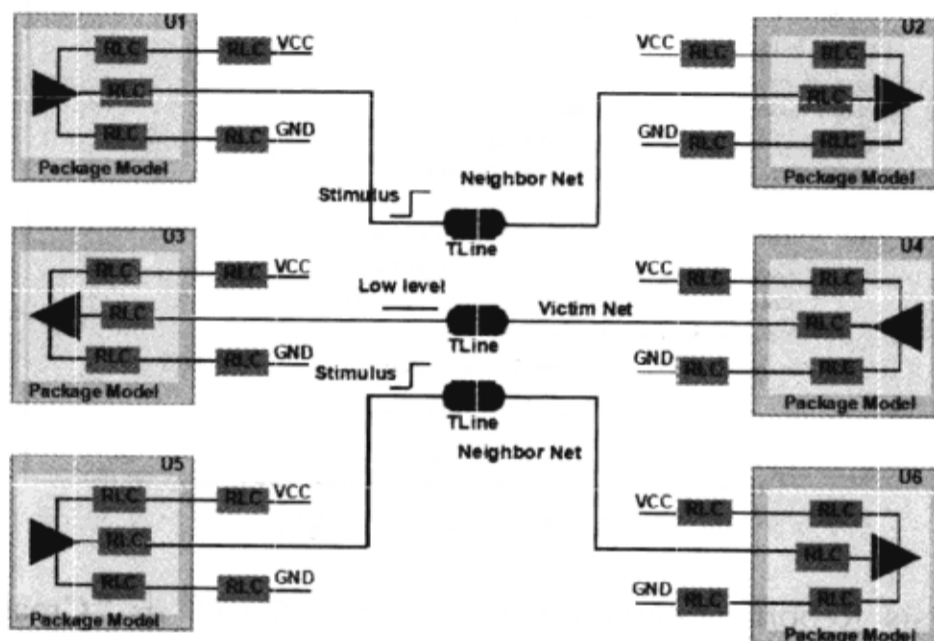 U1
RLC RLC VCC
RLC
RLC RLC GND
Package Model
U2
VCC RLC RLC
RLC
GND RLC RLC
Package Model
Stimulus
Neighbor Net
TLine
U3
RLC RLC VCC
RLC
RLC RLC GND
Package Model
Low level
Victim Net
TLine
U4
VCC RLC RLC
RLC
GND RLC RLC
Package Model
Stimulus
TLine
Neighbor Net
U5
RLC RLC VCC
RLC
RLC RLC GND
Package Model
U6
VCC RLC RLC
RLC
GND RLC RLC
Package Model